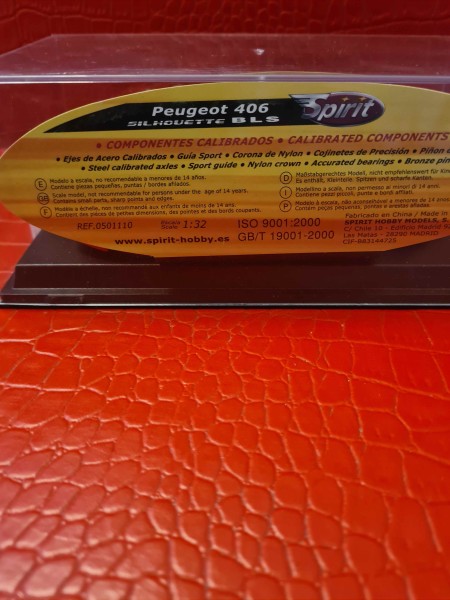 Peugeot 406
SILHOUETTE BLS
Spirit
COMPONENTES CALIBRADOS • CALIBRATED COMPONENTS
• Ejes de Acero Calibrados • Guía Sport • Corona de Nylon • Cojinetes de Precisión • Piñon
• Steel calibrated axles • Sport guide • Nylon crown • Accurated bearings • Bronze pin
E Modelo a escala, no recomendable a menores de 14 años.
Contiene piezas pequeñas, puntas y bordes afilados.
GB Scale model, not recommendable for persons under the age of 14 years.
Contains small parts, sharp points and edges.
F Modèle à échelle, non recommandé aux enfants de moins de 14 ans.
Contient des pièces de petites dimensions, des pointes et des bords coupants.
D Maßstabgerechtes Modell, nicht empfehlenswert für
Es enthält, Kleinteile, Spitzen und scharfe Kanten.
I Modellino a scala, non permesso ai minori di 14 anni.
Contiene pezzi piccoli, punte e bordi affilati.
P Modelo à escala, não aconselhável a menores de 14
Contém peças pequenas, pontas e arestas afiadas.
REF.0501110
Scale 1:32
ISO 9001:2000
www.spirit-hobby.es
GB/T 19001-2000
Fabricado en China / Made in
SPIRIT HOBBY MODELS, S.
C/ Chile 10 - Edificio Madrid
Las Matas - 28290 MADRID
CIF-B83144725